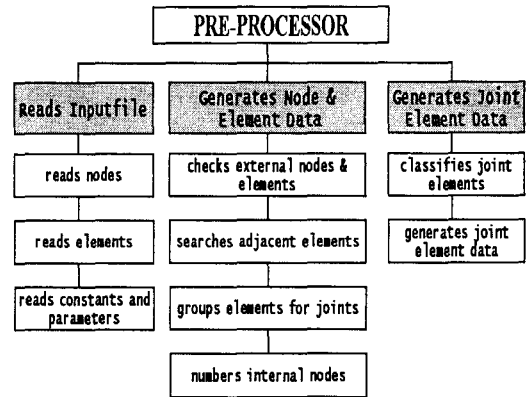 PRE-PROCESSOR
Reads Inputfile
reads nodes
reads elements
reads constants and
parameters
Generates Node &
Element Data
checks external nodes &
elements
searches adjacent elements
groups elements for joints
numbers internal nodes
Generates Joint
Element Data
classifies joint
elements
generates joint
element data